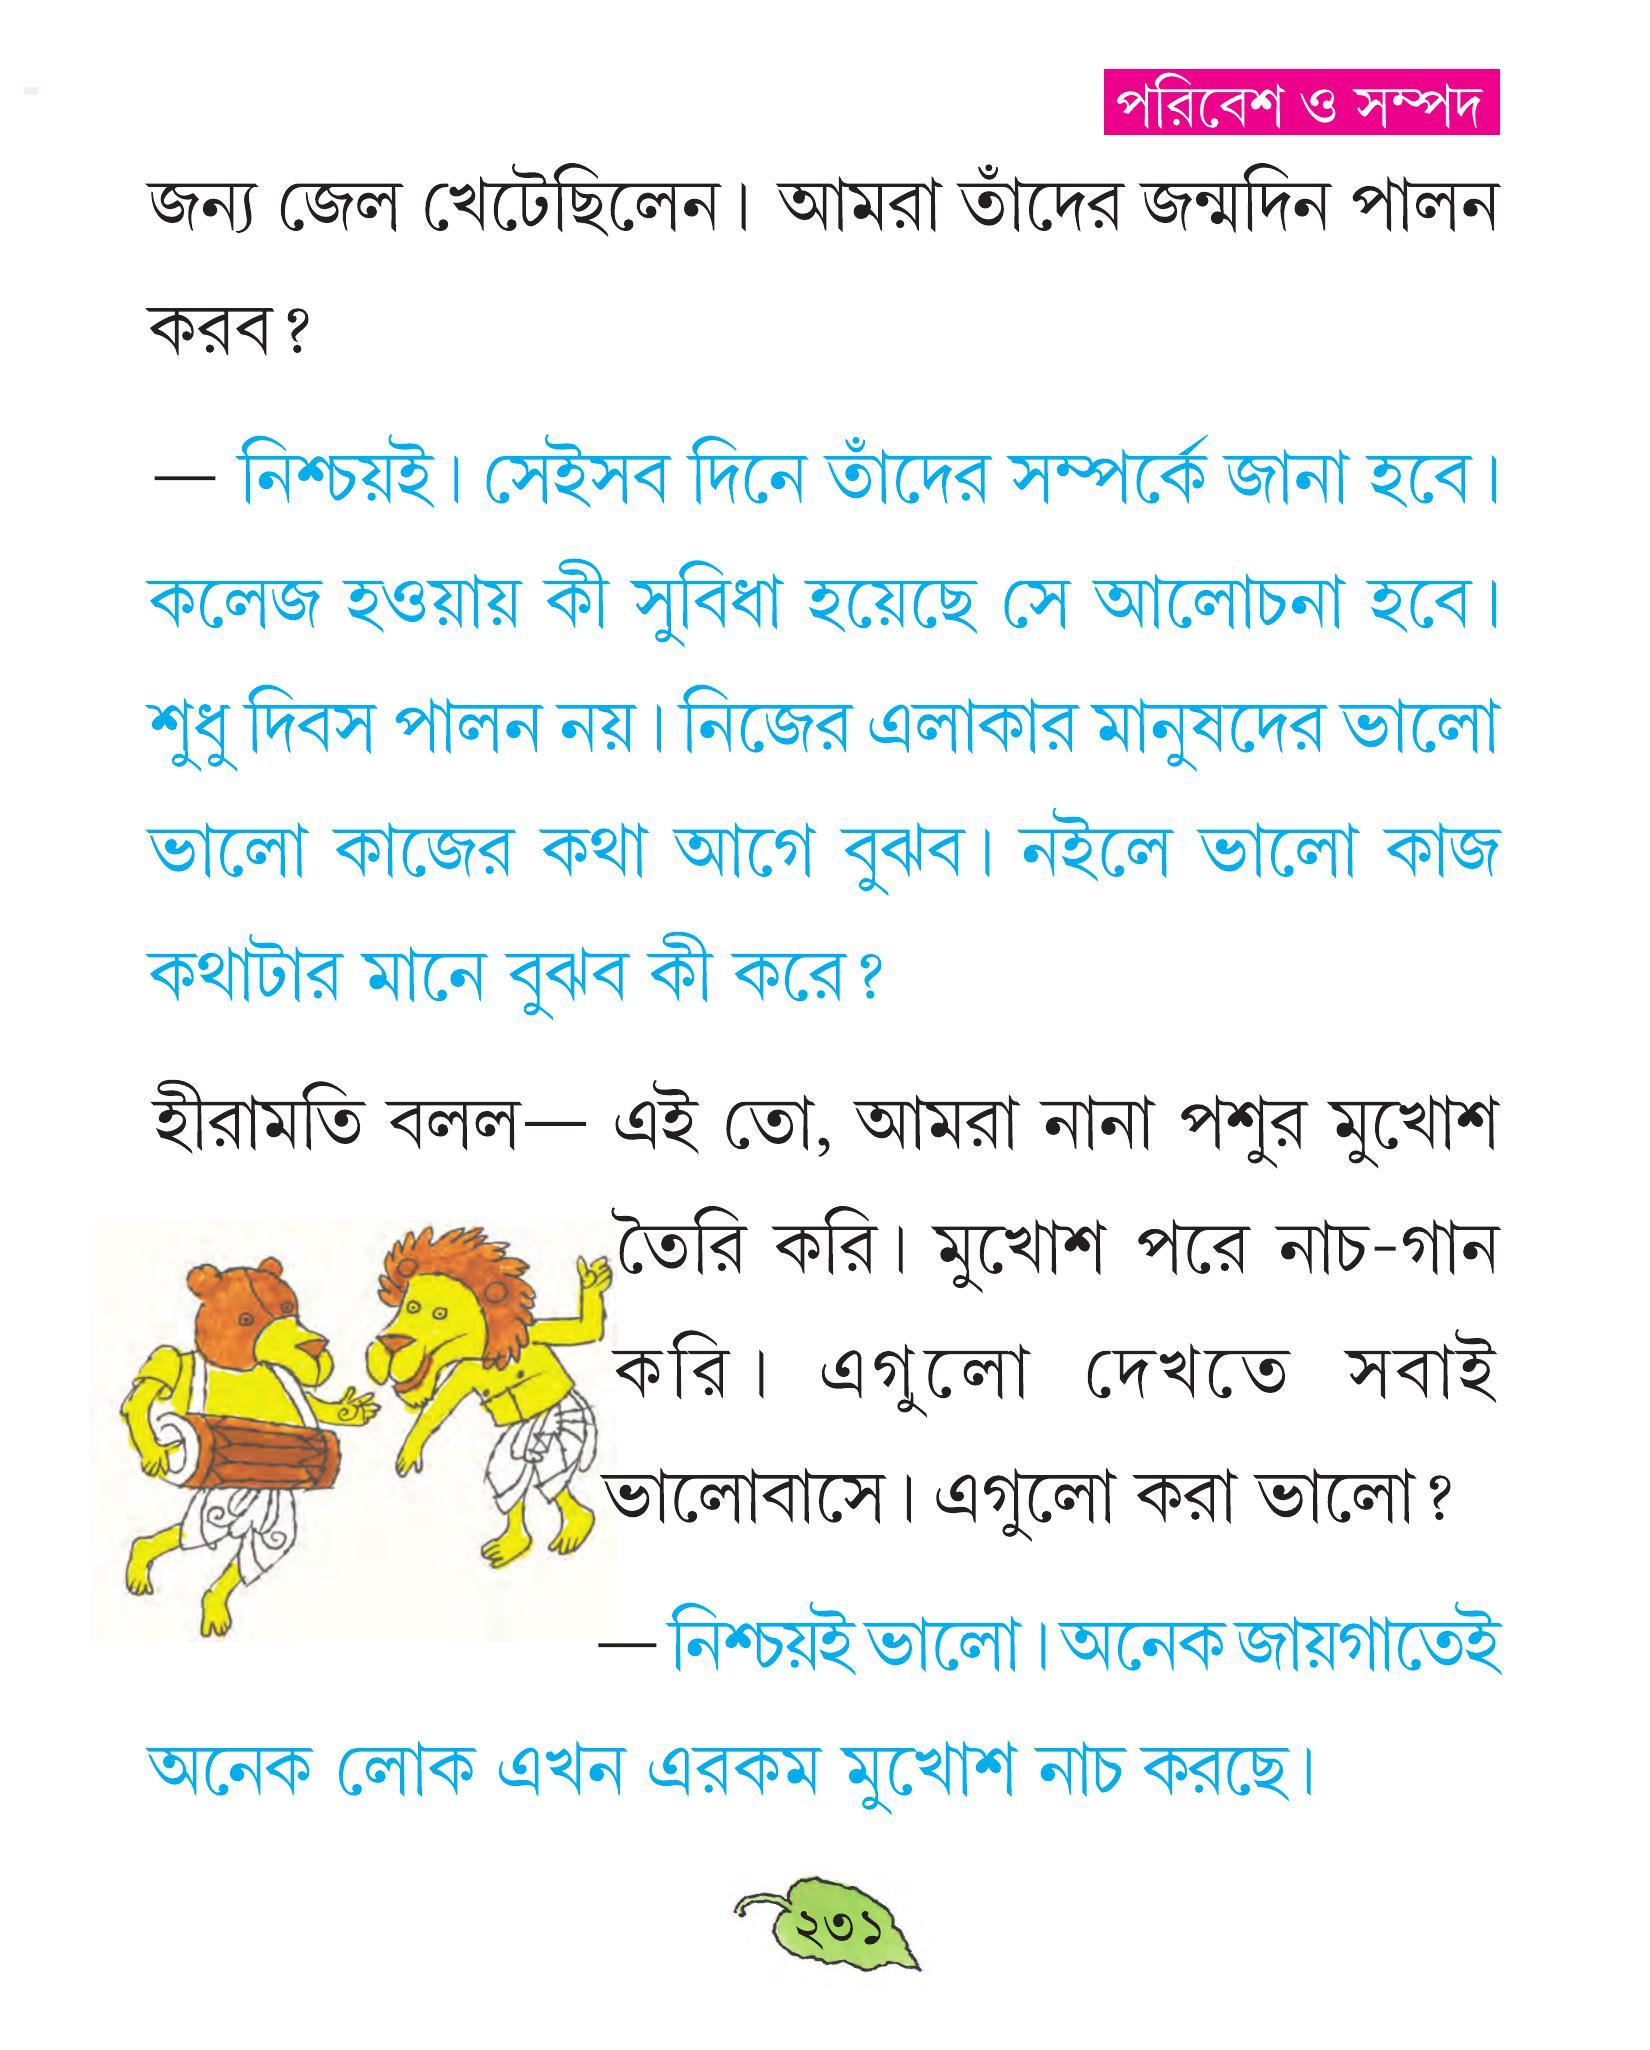 পরিবেশ ও সম্পদ
জন্য জেল খেটেছিলেন। আমরা তাঁদের জন্মদিন পালন
করব?
— নিশ্চয়ই। সেইসব দিনে তাঁদের সম্পর্কে জানা হবে।
কলেজ হওয়ায় কী সুবিধা হয়েছে সে আলোচনা হবে।
শুধু দিবস পালন নয়। নিজের এলাকার মানুষদের ভালো
ভালো কাজের কথা আগে বুঝব। নইলে ভালো কাজ
কথাটার মানে বুঝব কী করে?
হীরামতি বলল— এই তো, আমরা নানা পশুর মুখোশ
তৈরি করি। মুখোশ পরে নাচ-গান
করি। এগুলো দেখতে সবাই
ভালোবাসে। এগুলো করা ভালো?
— নিশ্চয়ই ভালো। অনেক জায়গাতেই
অনেক লোক এখন এরকম মুখোশ নাচ করছে।
২৩১